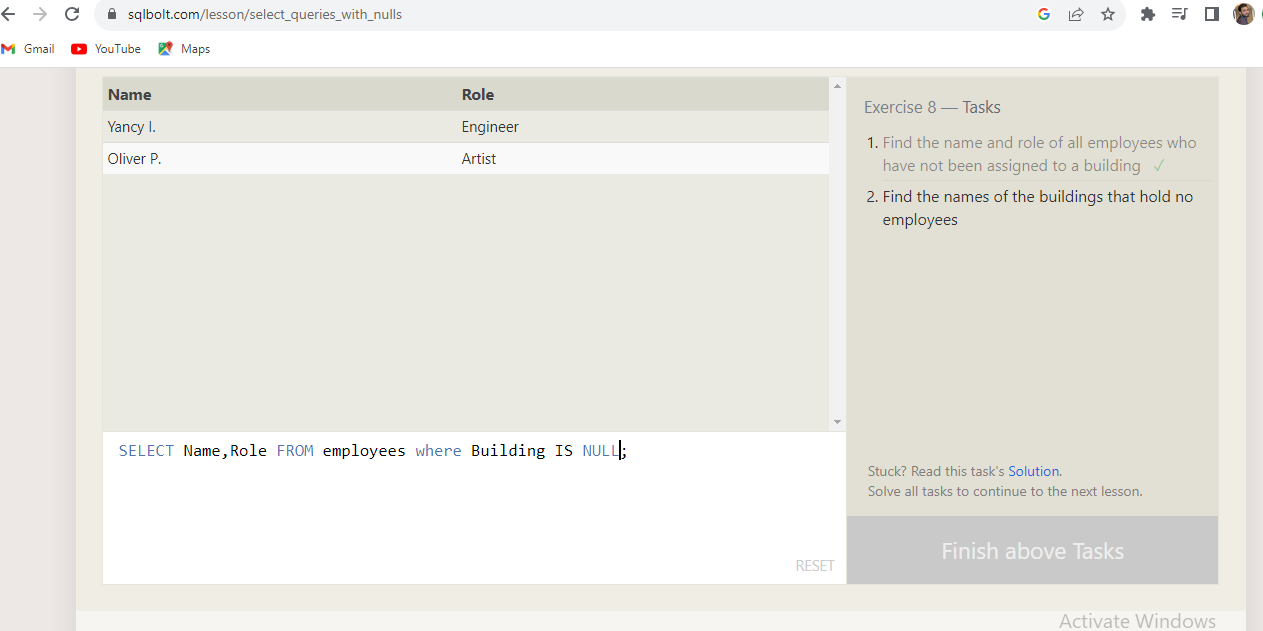 sqlbolt.com/lesson/select_queries_with_nulls
Gmail YouTube Maps
Name Role
Yancy I. Engineer
Oliver P. Artist
SELECT Name,Role FROM employees where Building IS NULL;
RESET
Exercise 8 — Tasks
1. Find the name and role of all employees who
have not been assigned to a building ✓
2. Find the names of the buildings that hold no
employees
Stuck? Read this task's Solution.
Solve all tasks to continue to the next lesson.
Finish above Tasks
Activate Windows